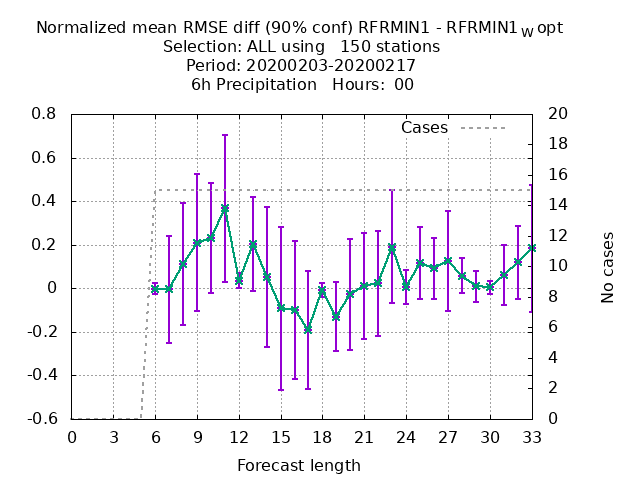 Normalized mean RMSE diff (90% conf) RFRMIN1 - RFRMIN1Wopt
Selection: ALL using   150 stations
Period: 20200203-20200217
6h Precipitation   Hours:  00
Cases
0.8
0.6
0.4
0.2
0
-0.2
-0.4
-0.6
20
18
16
14
12
10
8
6
4
2
0
No cases
0 3 6 9 12 15 18 21 24 27 30 33
Forecast length